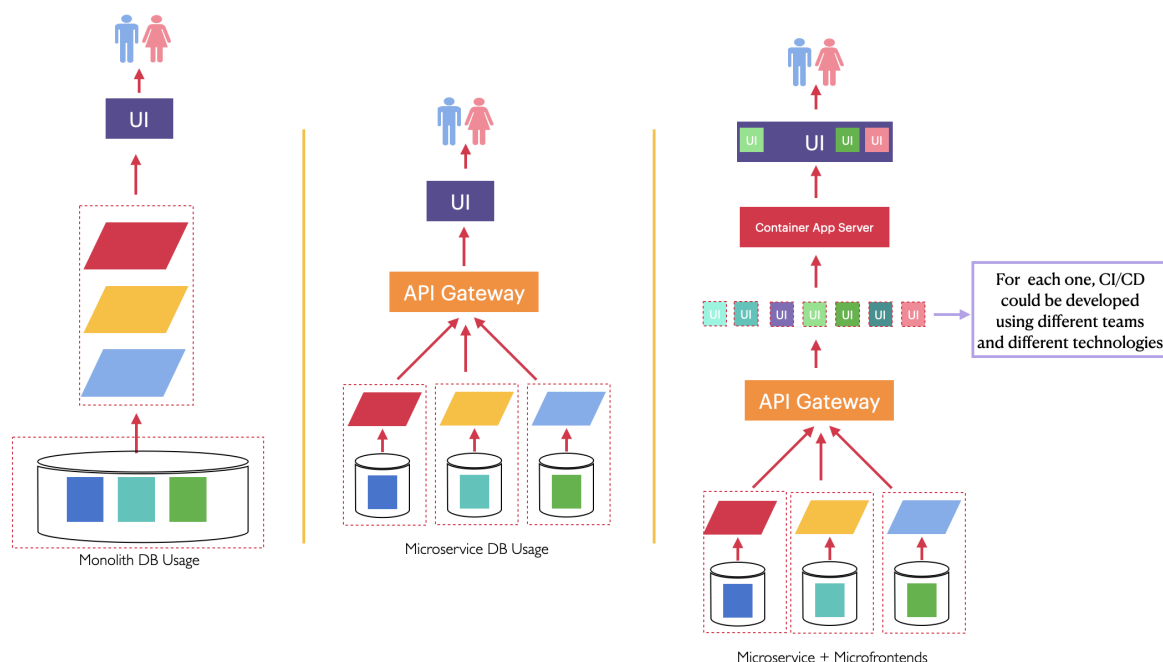 UI
Monolith DB Usage
UI
API Gateway
Microservice DB Usage
UI
UI
UI
UI
Container App Server
UI
UI
UI
UI
UI
UI
UI
For each one, CI/CD
could be developed
using different teams
and different technologies
API Gateway
Microservice + Microfrontends